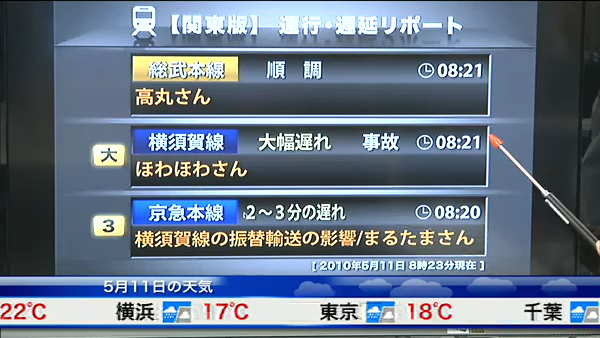 【関東版】 運行・遅延リポート
総武本線 順調 08:21
高丸さん
大 横須賀線 大幅遅れ 事故 08:21
ほわほわさん
3 京急本線 2～3分の遅れ 08:20
横須賀線の振替輸送の影響/まるたまさん
[ 2010年5月11日 8時23分現在 ]
5月11日の天気
22℃ 横浜 17℃ 東京 18℃ 千葉